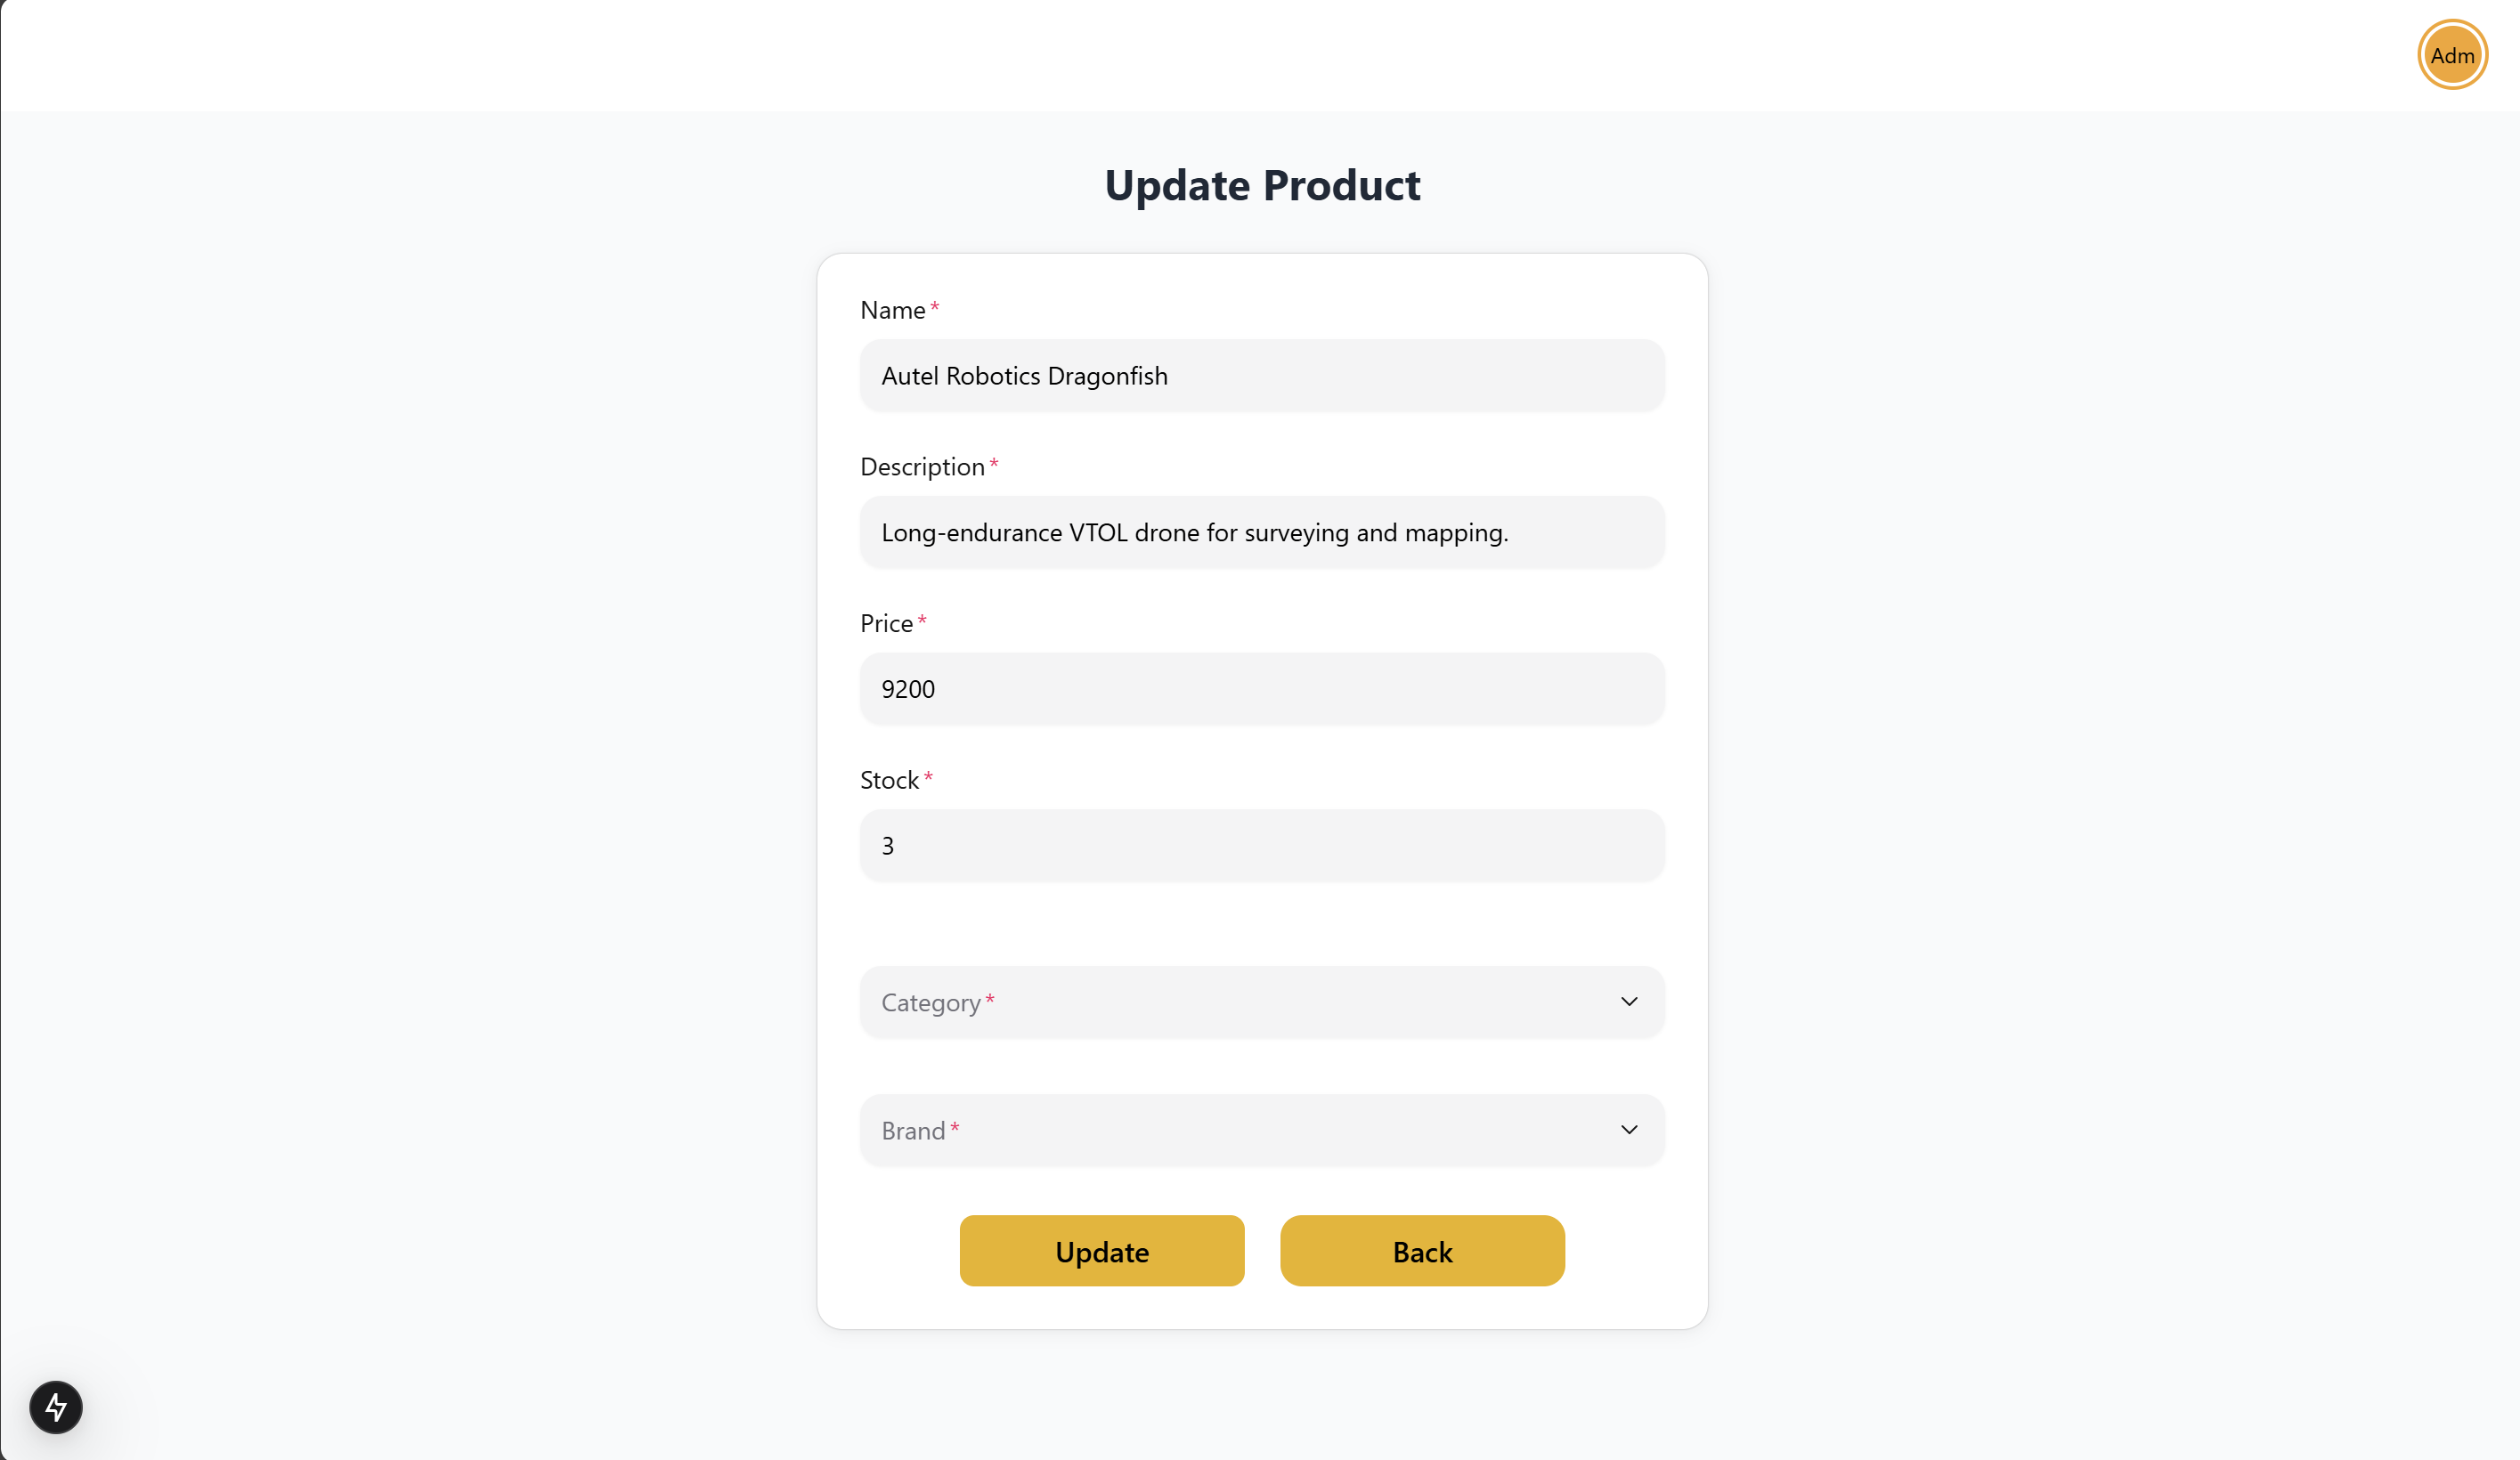 Adm
Update Product
Name*
Autel Robotics Dragonfish
Description*
Long-endurance VTOL drone for surveying and mapping.
Price*
9200
Stock*
3
Category*
Brand*
Update
Back